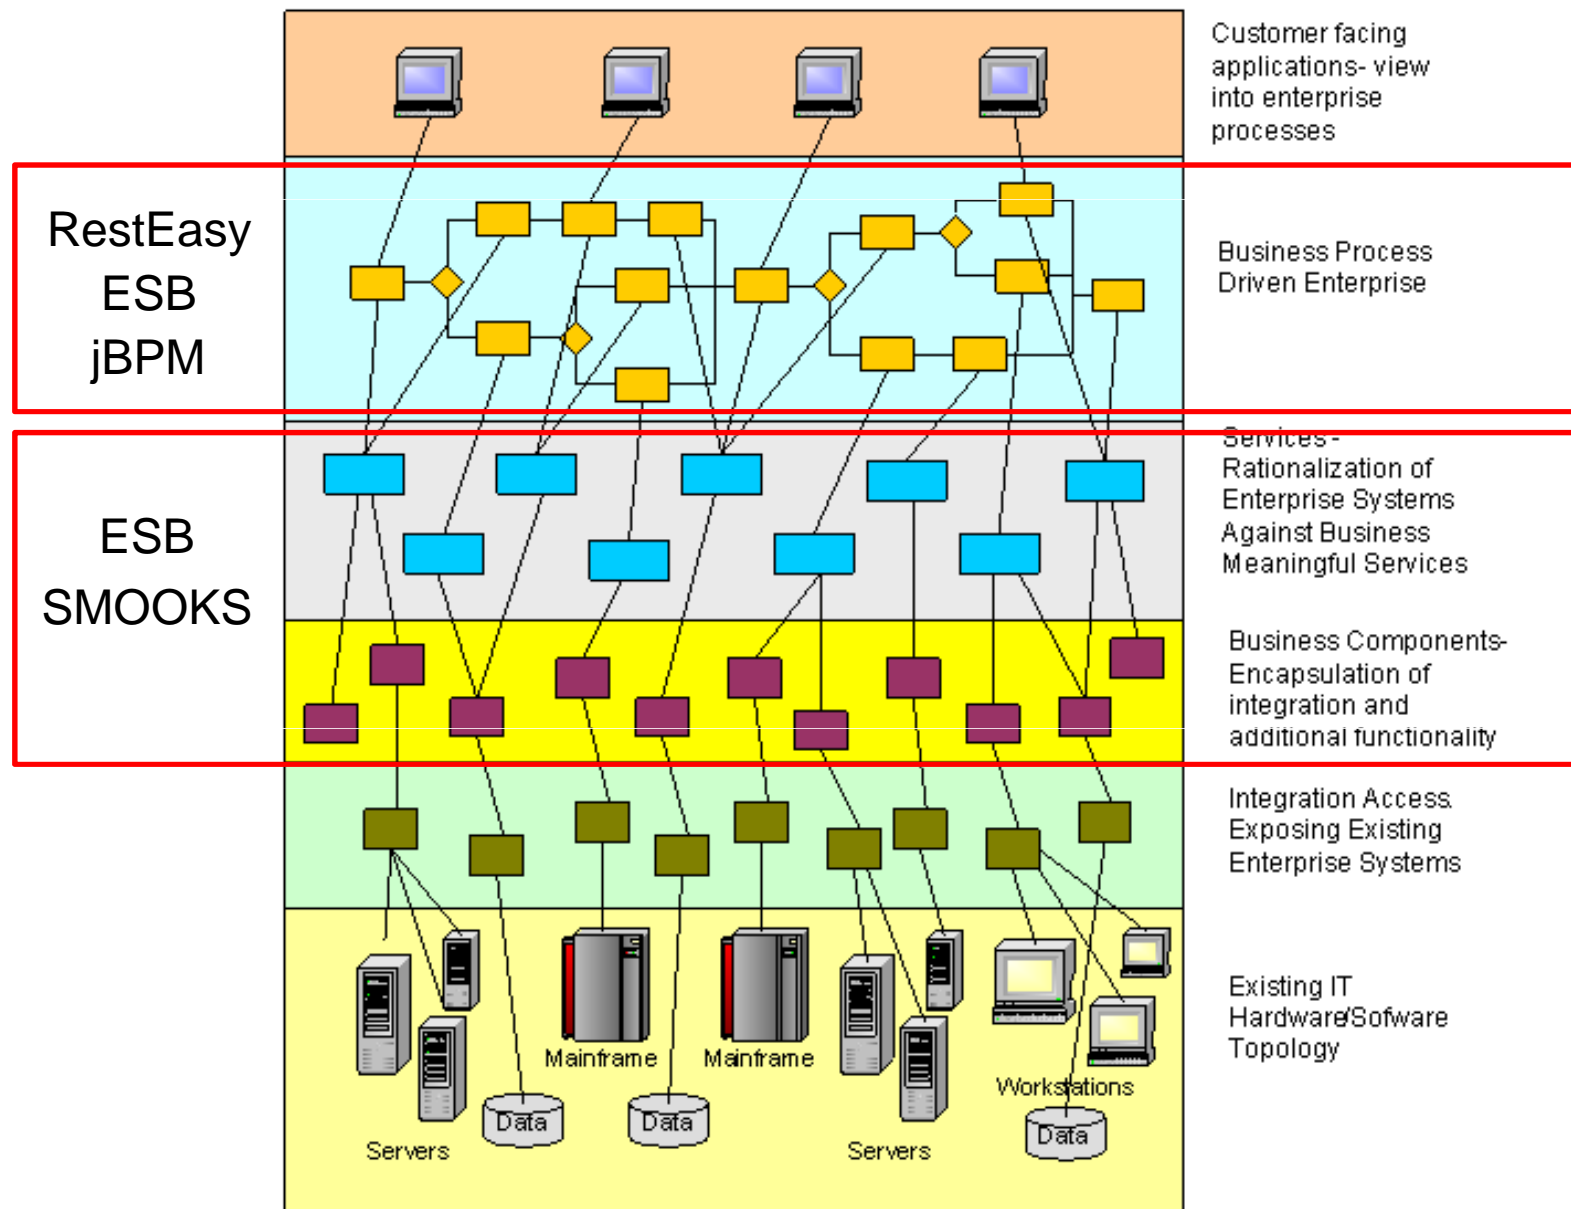 Customer facing
applications- view
into enterprise
processes
RestEasy
ESB
jBPM
Business Process
Driven Enterprise
Services -
Rationalization of
Enterprise Systems
Against Business
Meaningful Services
ESB
SMOOKS
Business Components-
Encapsulation of
integration and
additional functionality
Integration Access.
Exposing Existing
Enterprise Systems
Existing IT
Hardware/Sofware
Topology
Mainframe
Mainframe
Workstations
Data
Data
Data
Servers
Servers